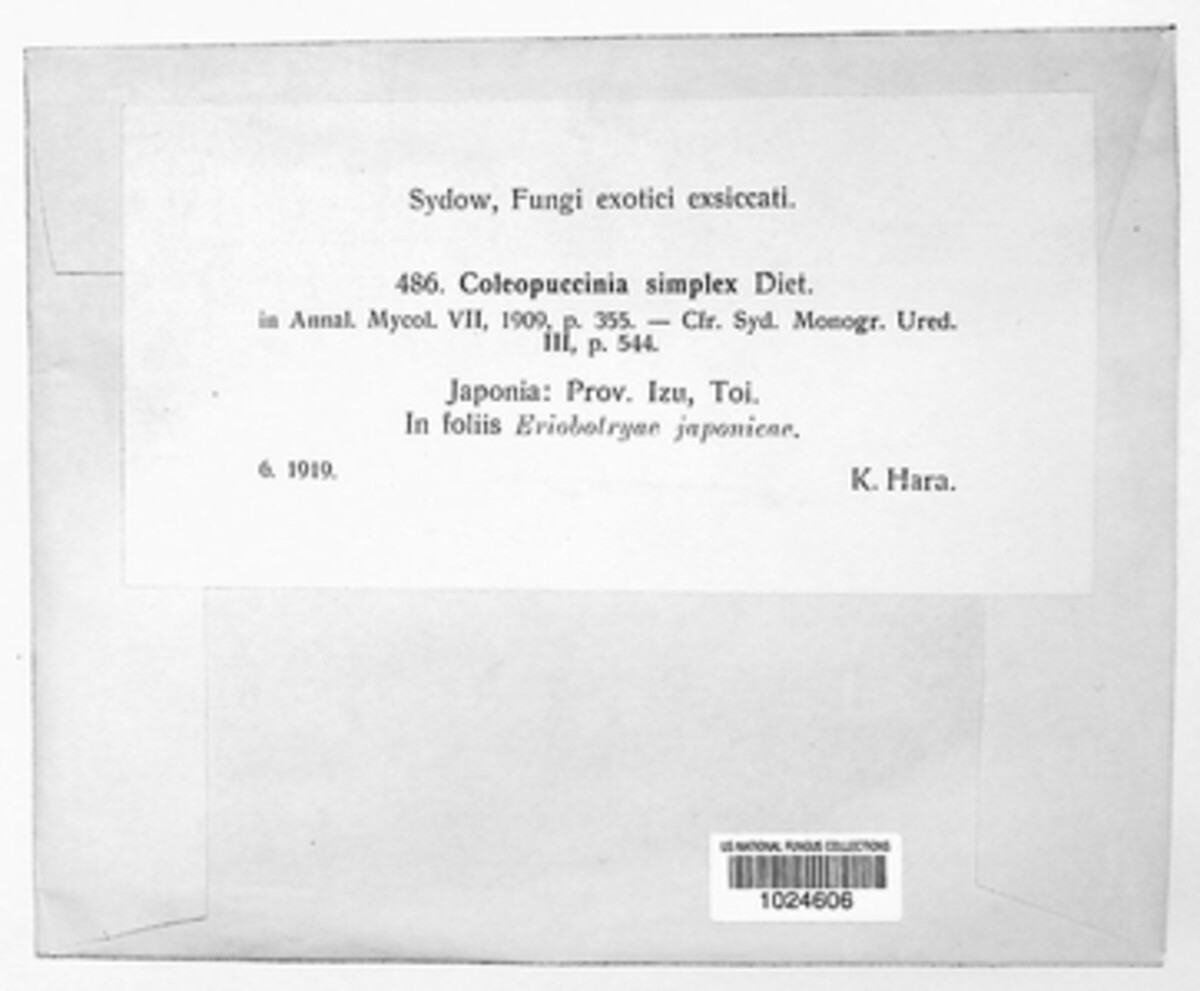 Sydow, Fungi exotici exsiccati.
486. Coleopuccinia simplex Diet.
in Annal. Mycol. VII, 1909, p. 355. — Cfr. Syd. Monogr. Ured.
III, p. 544.
Japonia: Prov. Izu, Toi.
In foliis Eriobotryae japonicae.
6. 1919.
K. Hara.
US NATIONAL FUNGUS COLLECTIONS
1024606